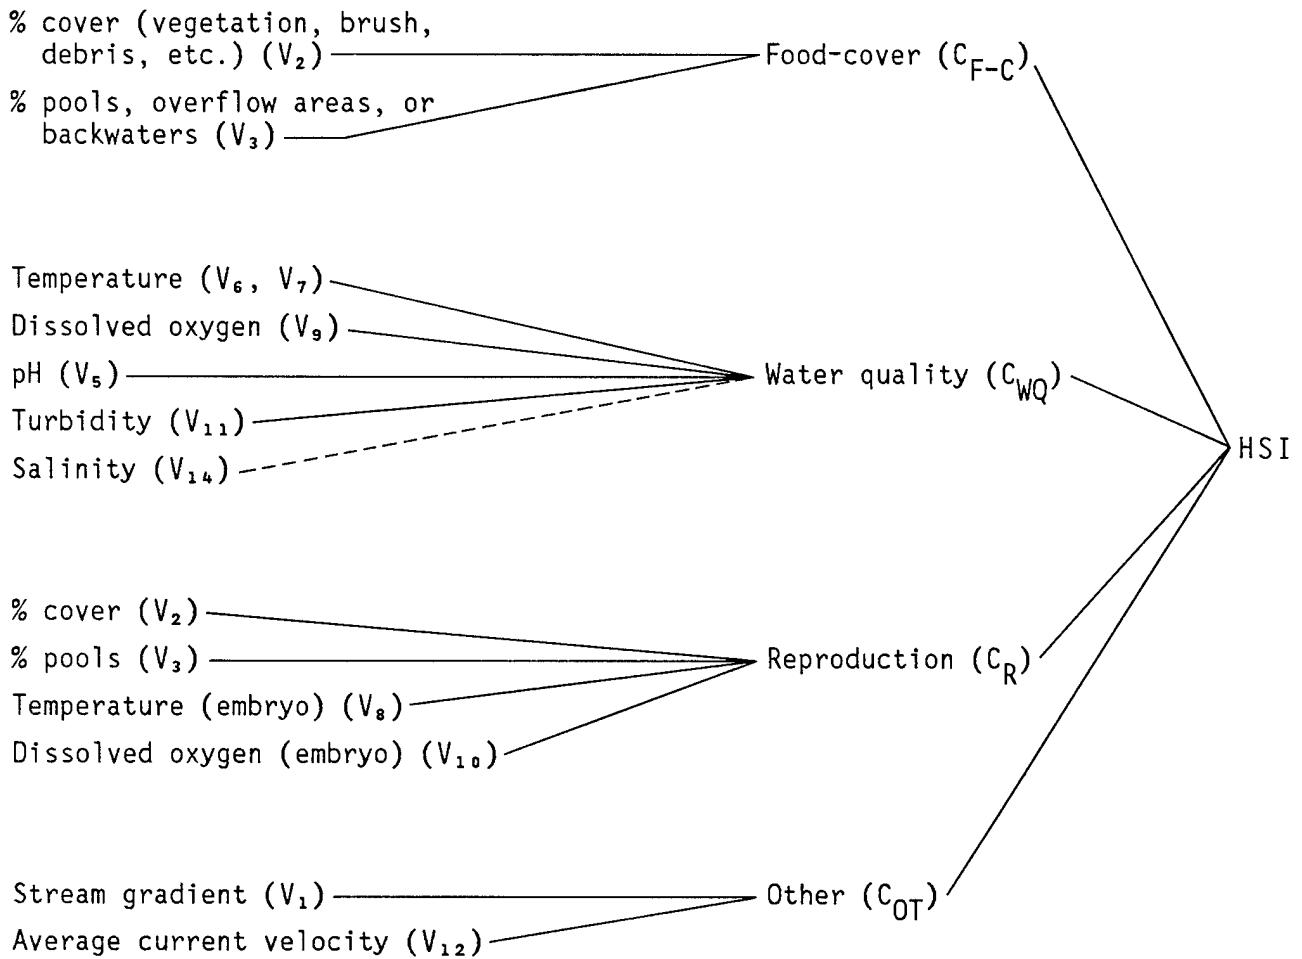 % cover (vegetation, brush,
debris, etc.) (V₂)
Food-cover (C_F-C)
% pools, overflow areas, or
backwaters (V₃)
Temperature (V₆, V₇)
Dissolved oxygen (V₉)
pH (V₅)
Water quality (C_WQ)
Turbidity (V₁₁)
Salinity (V₁₄)
HSI
% cover (V₂)
% pools (V₃)
Reproduction (C_R)
Temperature (embryo) (V₈)
Dissolved oxygen (embryo) (V₁₀)
Stream gradient (V₁)
Other (C_OT)
Average current velocity (V₁₂)